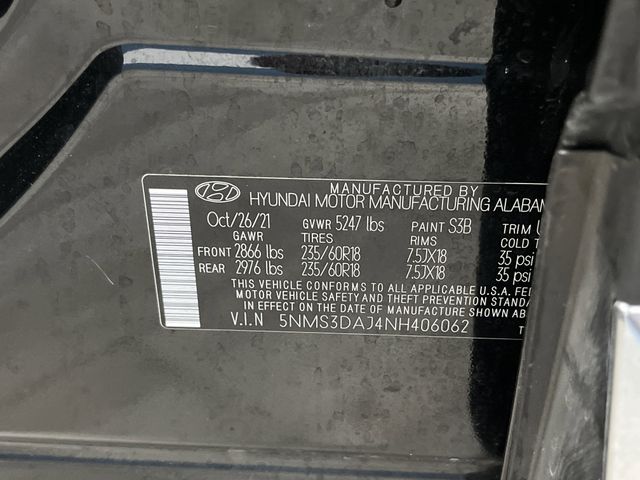 MANUFACTURED BY
HYUNDAI MOTOR MANUFACTURING ALABAM
Oct/26/21 GVWR 5247 lbs PAINT S3B TRIM U
GAWR TIRES RIMS COLD T
FRONT 2866 lbs 235/60R18 7.5JX18 35 psi
REAR 2976 lbs 235/60R18 7.5JX18 35 psi
THIS VEHICLE CONFORMS TO ALL APPLICABLE U.S.A. FE
MOTOR VEHICLE SAFETY AND THEFT PREVENTION STANDA
IN EFFECT ON THE DATE OF MANUFACTURE SHOWN AB
V.I.N 5NMS3DAJ4NH406062 T